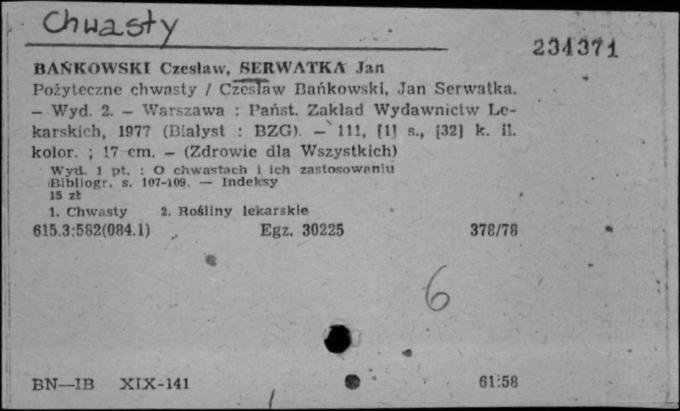 Chwasty
234371
BAŃKOWSKI Czesław, SERWATKA Jan
Pożyteczne chwasty / Czesław Bańkowski, Jan Serwatka.
— Wyd. 2. — Warszawa : Państ. Zakład Wydawnictw Le-
karskich, 1977 (Białyst : BZG). — 111, [1] s., [32] k. il.
kolor. ; 17 cm. — (Zdrowie dla Wszystkich)
Wyd. 1 pt. : O chwastach i ich zastosowaniu
Bibliogr. s. 107-109. — Indeksy
15 zł
1. Chwasty 2. Rośliny lekarskie
615.3:582(084.1) Egz. 30225 378/78
6
BN—IB XIX-141 61:58